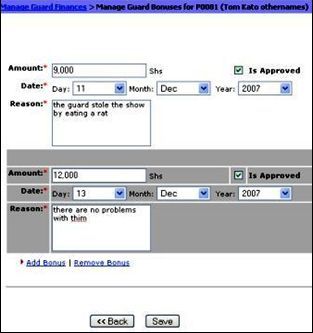 Manage Guard Finances > Manage Guard Bonuses for P0081 (Tom Kato othernames)
Amount:* 9,000 Shs Is Approved
Date:* Day: 11 Month: Dec Year: 2007
Reason:* the guard stole the show
by eating a rat
Amount:* 12,000 Shs Is Approved
Date:* Day: 13 Month: Dec Year: 2007
Reason:* there are no problems
with thim
Add Bonus | Remove Bonus
<< Back Save